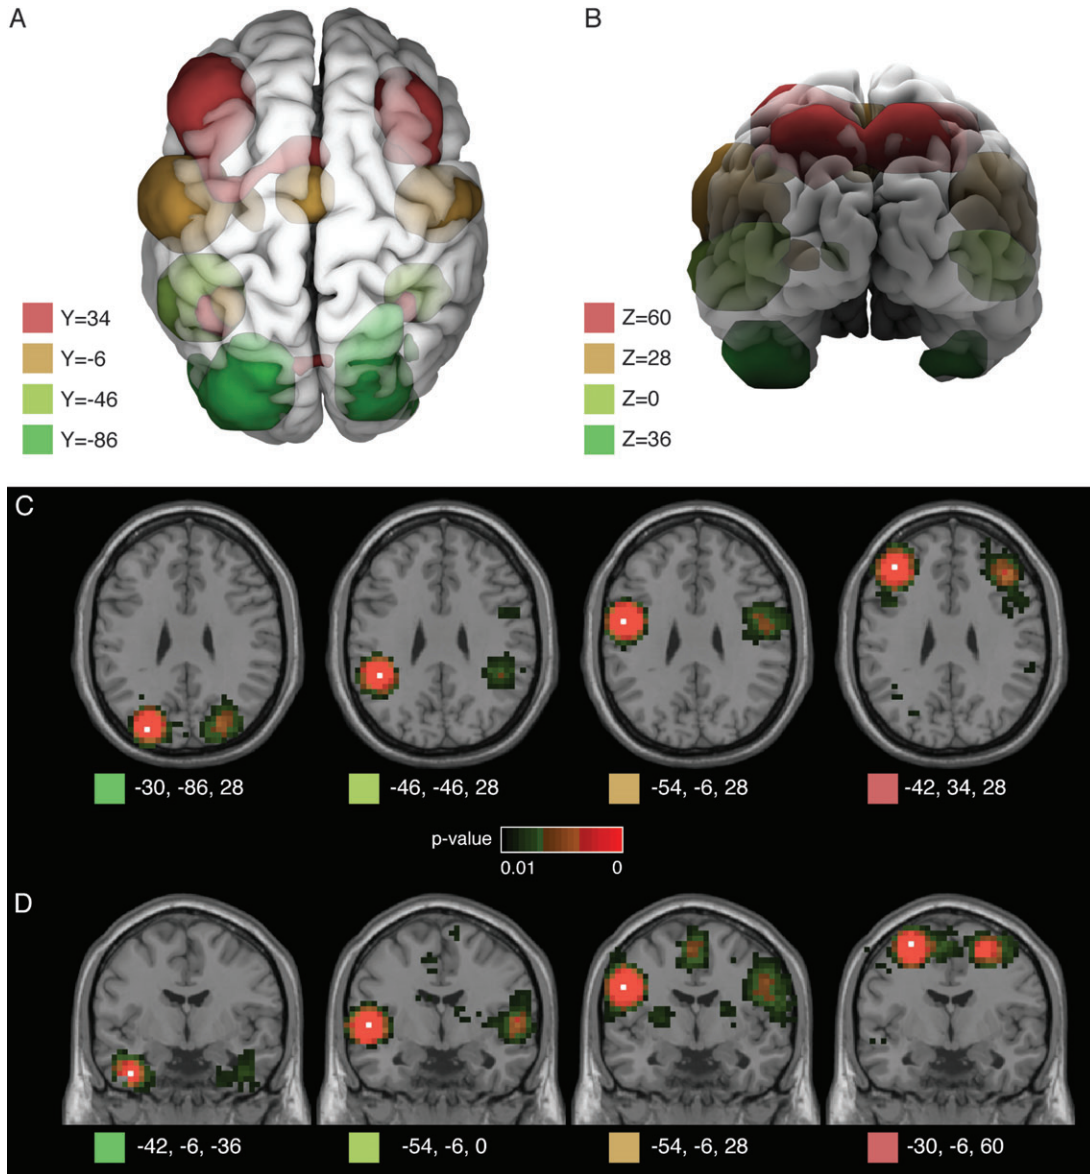 A
B
Y=34
Y=-6
Y=-46
Y=-86
Z=60
Z=28
Z=0
Z=36
C
-30, -86, 28
-46, -46, 28
-54, -6, 28
-42, 34, 28
p-value
0.01
0
D
-42, -6, -36
-54, -6, 0
-54, -6, 28
-30, -6, 60